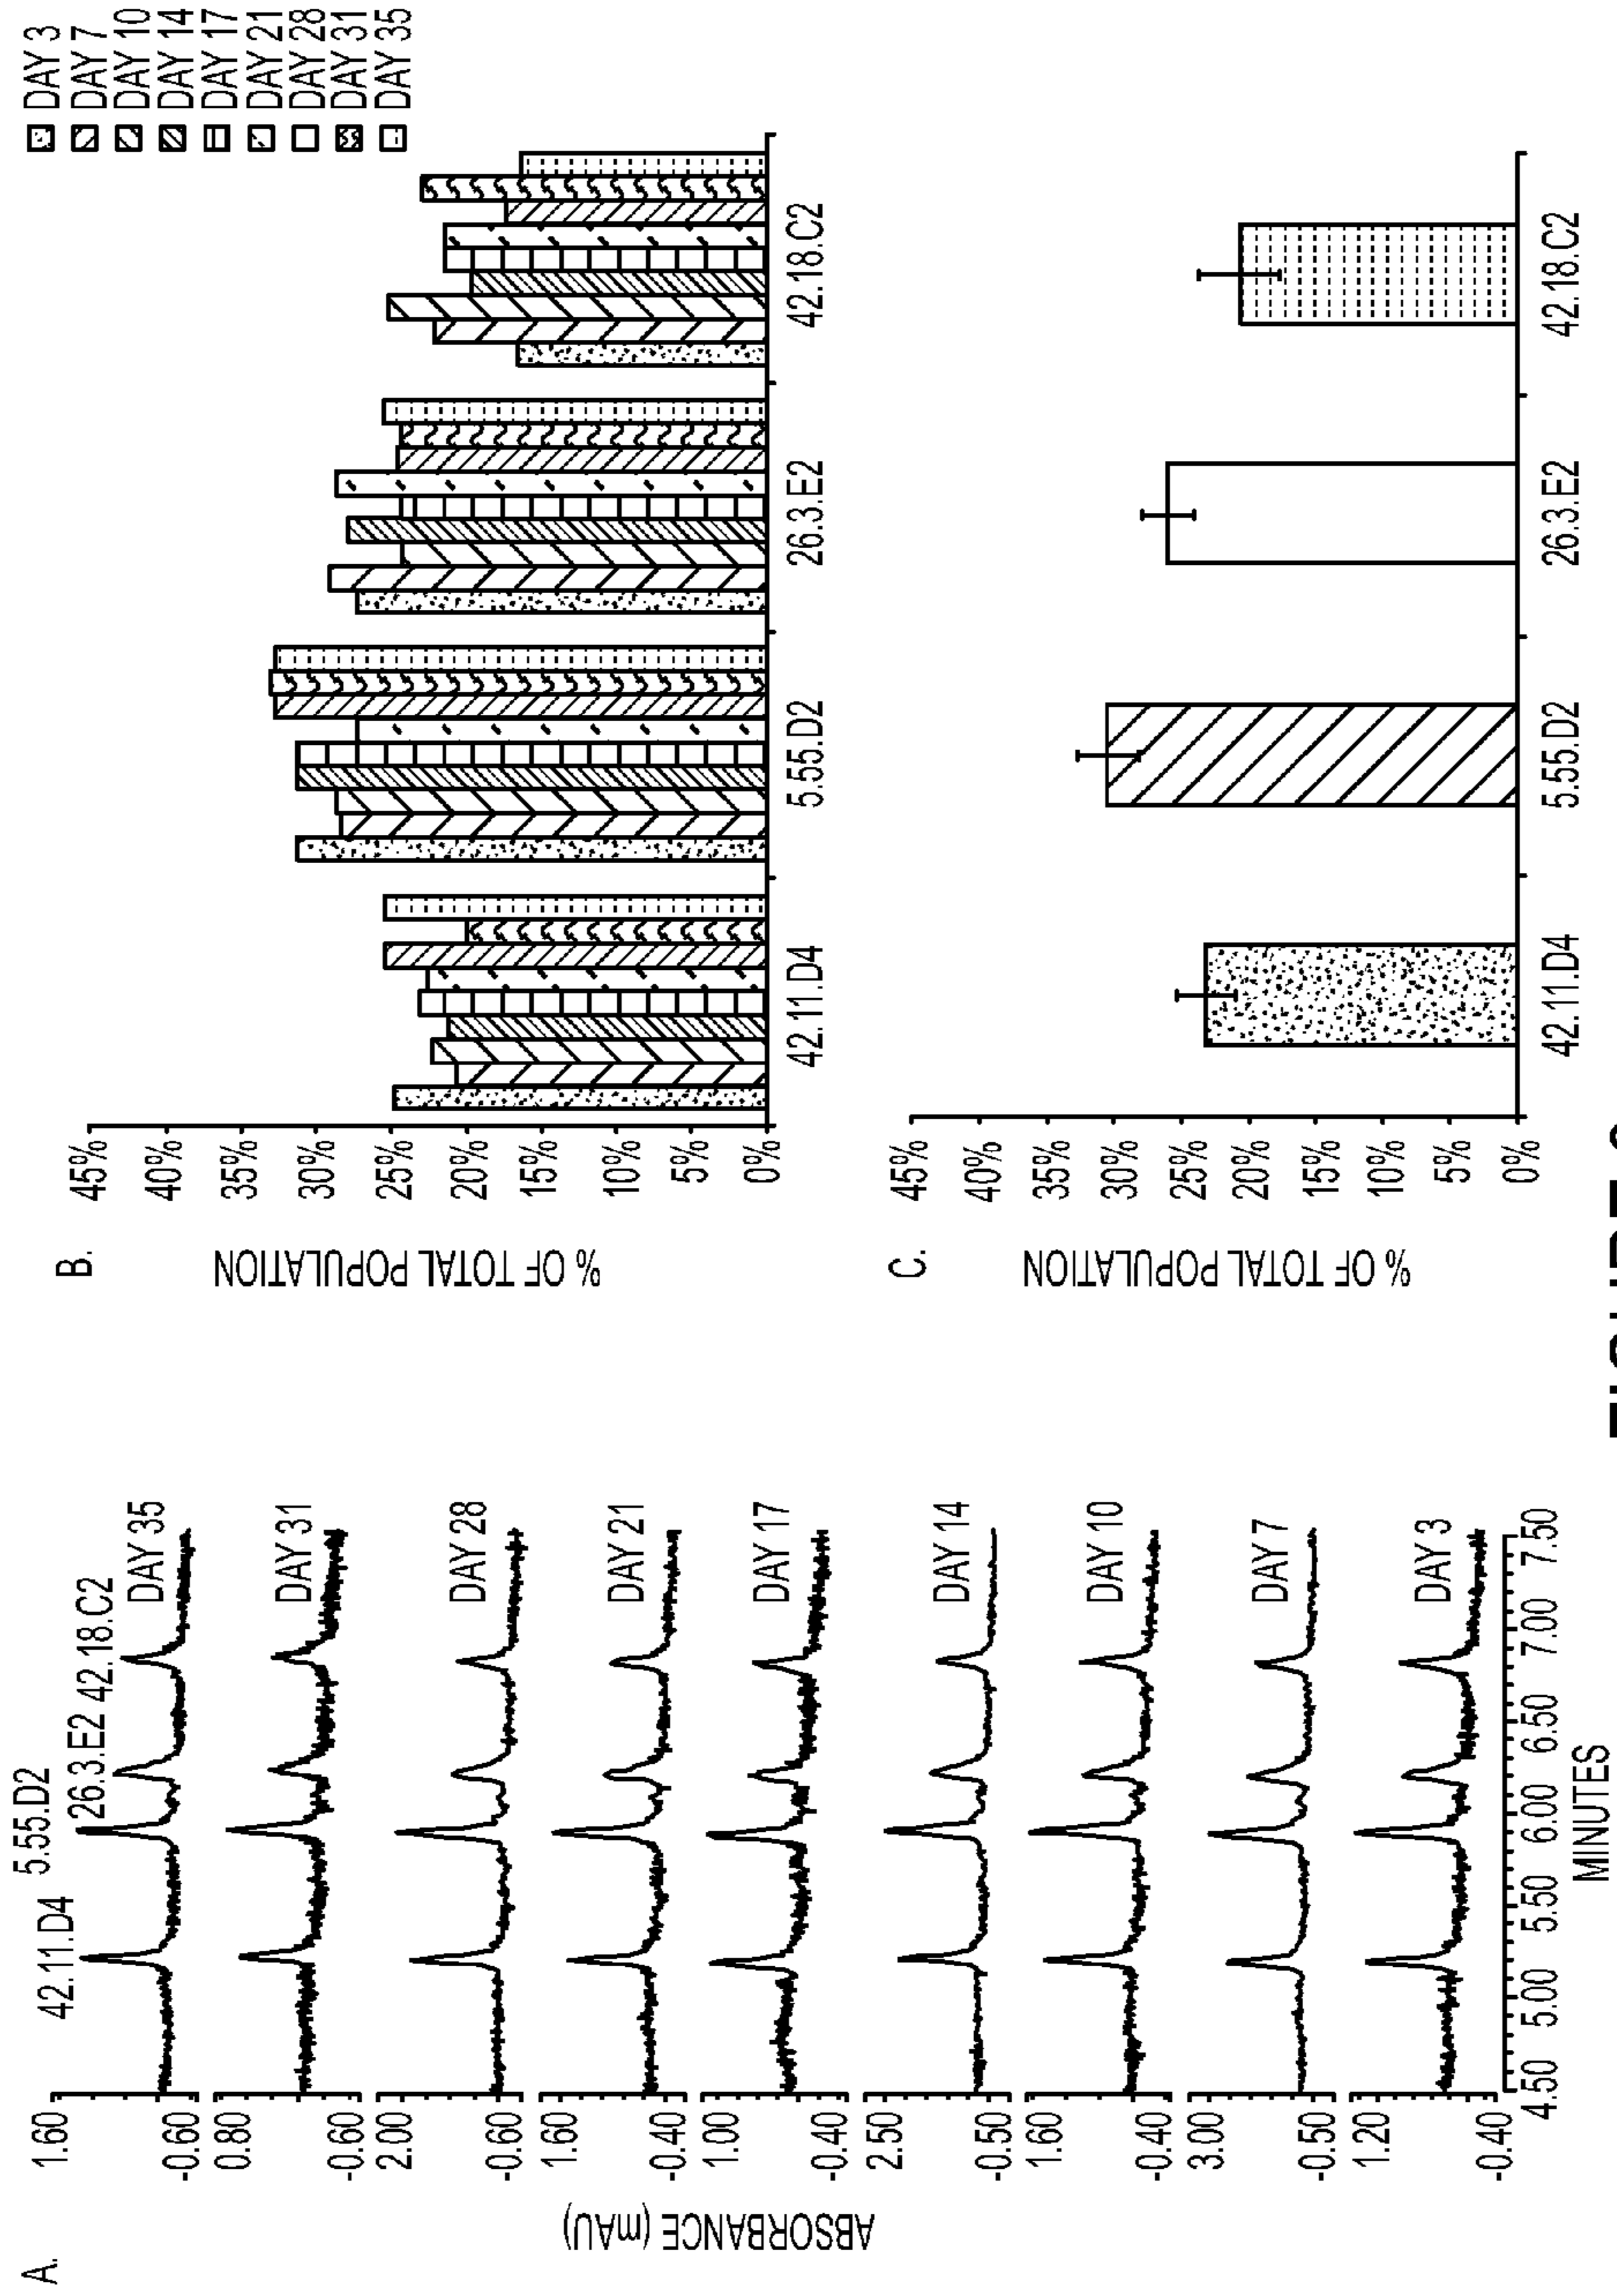 A.
ABSORBANCE (mAU)
42.11.D4
5.55.D2
26.3.E2
42.18.C2
1.60
-0.60
DAY 35
0.80
-0.60
DAY 31
2.00
-0.60
DAY 28
1.60
-0.40
DAY 21
1.00
-0.40
DAY 17
2.50
-0.50
DAY 14
1.60
-0.40
DAY 10
3.00
-0.50
DAY 7
1.20
-0.40
DAY 3
4.50 5.00 5.50 6.00 6.50 7.00 7.50
MINUTES
B.
% OF TOTAL POPULATION
45%
40%
35%
30%
25%
20%
15%
10%
5%
0%
42.11.D4 5.55.D2 26.3.E2 42.18.C2
DAY 3
DAY 7
DAY 10
DAY 14
DAY 17
DAY 21
DAY 28
DAY 31
DAY 35
C.
% OF TOTAL POPULATION
45%
40%
35%
30%
25%
20%
15%
10%
5%
0%
42.11.D4 5.55.D2 26.3.E2 42.18.C2